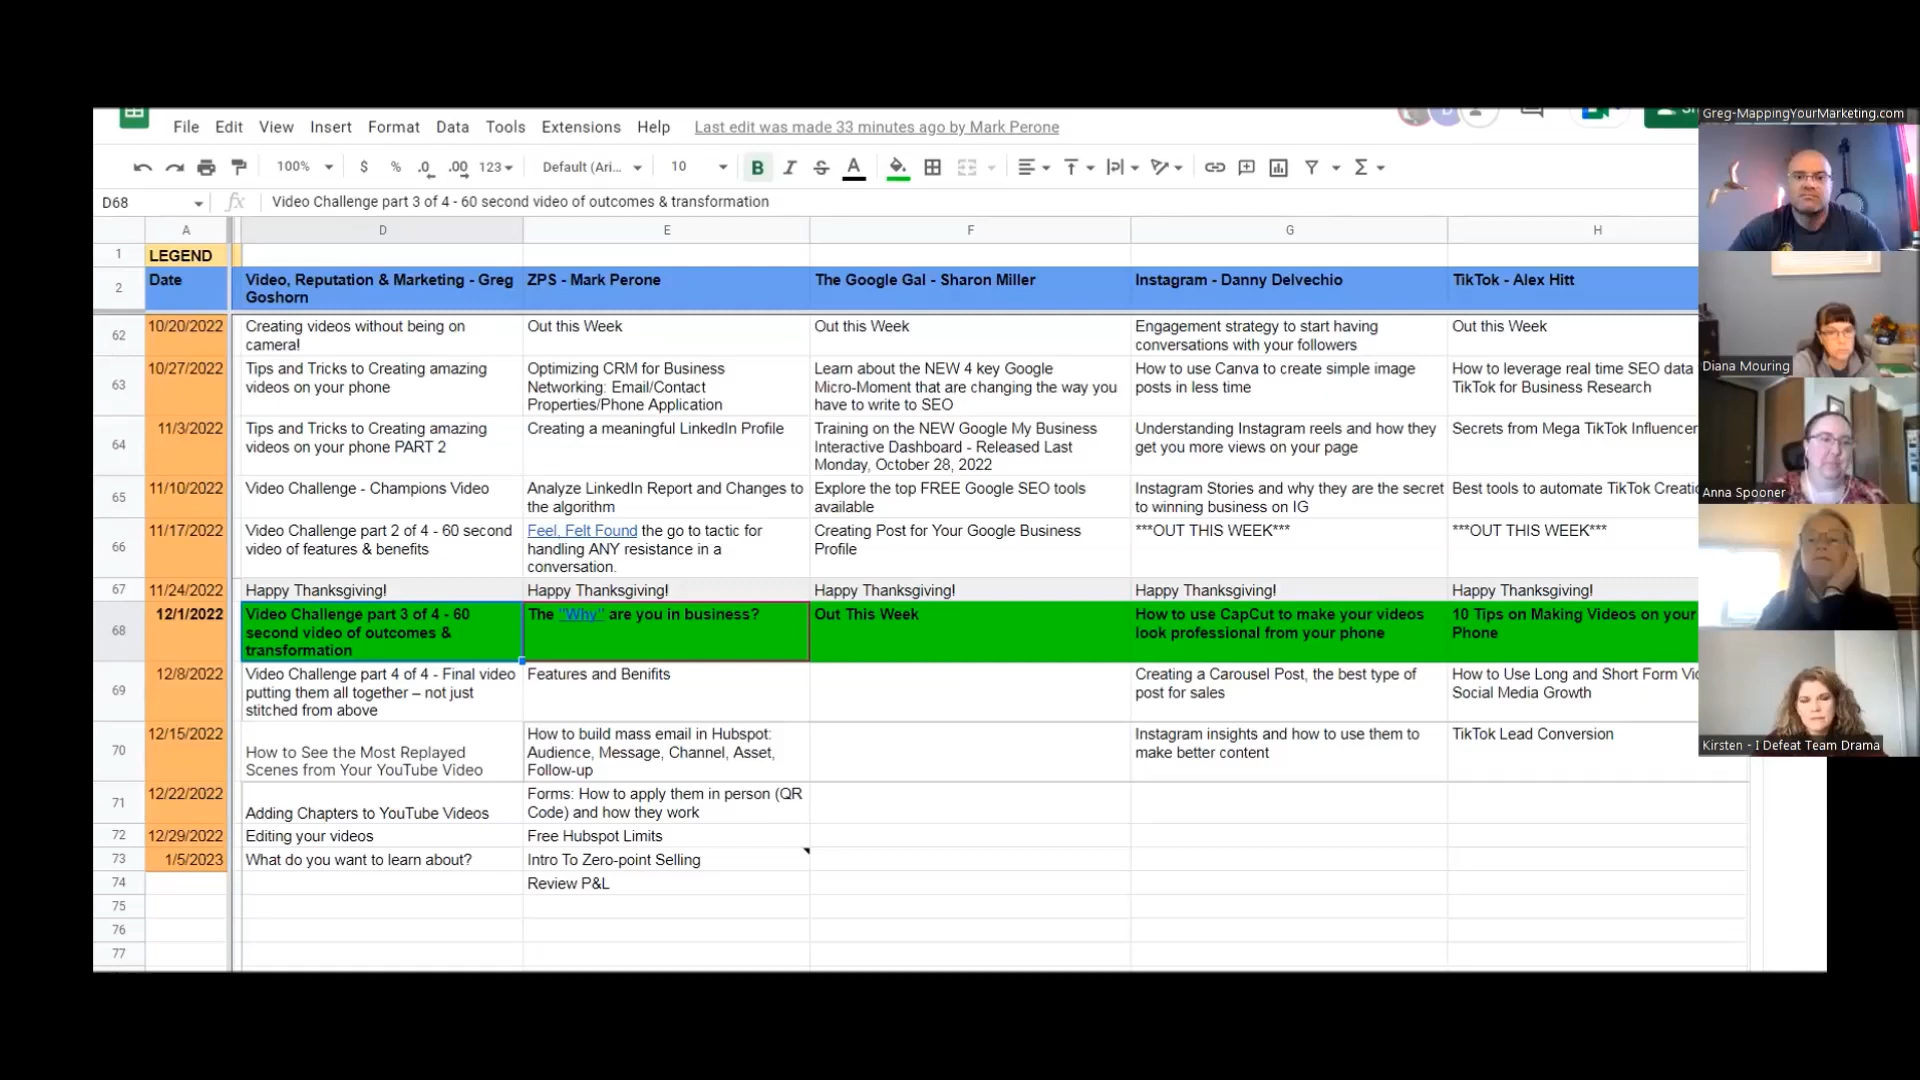 File Edit View Insert Format Data Tools Extensions Help Last edit was made 33 minutes ago by Mark Perone
100% $ % .0 .00 123 Default (Ari... 10 B I S A
D68 fx Video Challenge part 3 of 4 - 60 second video of outcomes & transformation
A D E F G H
1 LEGEND
2 Date Video, Reputation & Marketing - Greg Goshorn ZPS - Mark Perone The Google Gal - Sharon Miller Instagram - Danny Delvechio TikTok - Alex Hitt
62 10/20/2022 Creating videos without being on camera! Out this Week Out this Week Engagement strategy to start having conversations with your followers Out this Week
63 10/27/2022 Tips and Tricks to Creating amazing videos on your phone Optimizing CRM for Business Networking: Email/Contact Properties/Phone Application Learn about the NEW 4 key Google Micro-Moment that are changing the way you have to write to SEO How to use Canva to create simple image posts in less time How to leverage real time SEO data TikTok for Business Research
64 11/3/2022 Tips and Tricks to Creating amazing videos on your phone PART 2 Creating a meaningful LinkedIn Profile Training on the NEW Google My Business Interactive Dashboard - Released Last Monday, October 28, 2022 Understanding Instagram reels and how they get you more views on your page Secrets from Mega TikTok Influencer
65 11/10/2022 Video Challenge - Champions Video Analyze LinkedIn Report and Changes to the algorithm Explore the top FREE Google SEO tools available Instagram Stories and why they are the secret to winning business on IG Best tools to automate TikTok Creatic
66 11/17/2022 Video Challenge part 2 of 4 - 60 second video of features & benefits Feel, Felt Found the go to tactic for handling ANY resistance in a conversation. Creating Post for Your Google Business Profile ***OUT THIS WEEK*** ***OUT THIS WEEK***
67 11/24/2022 Happy Thanksgiving! Happy Thanksgiving! Happy Thanksgiving! Happy Thanksgiving! Happy Thanksgiving!
68 12/1/2022 Video Challenge part 3 of 4 - 60 second video of outcomes & transformation The "Why" are you in business? Out This Week How to use CapCut to make your videos look professional from your phone 10 Tips on Making Videos on your Phone
69 12/8/2022 Video Challenge part 4 of 4 - Final video putting them all together – not just stitched from above Features and Benifits Creating a Carousel Post, the best type of post for sales How to Use Long and Short Form Vic Social Media Growth
70 12/15/2022 How to See the Most Replayed Scenes from Your YouTube Video How to build mass email in Hubspot: Audience, Message, Channel, Asset, Follow-up Instagram insights and how to use them to make better content TikTok Lead Conversion
71 12/22/2022 Adding Chapters to YouTube Videos Forms: How to apply them in person (QR Code) and how they work
72 12/29/2022 Editing your videos Free Hubspot Limits
73 1/5/2023 What do you want to learn about? Intro To Zero-point Selling
74 Review P&L
75
76
77
Greg-MappingYourMarketing.com
Diana Mouring
Anna Spooner
Kirsten - I Defeat Team Drama